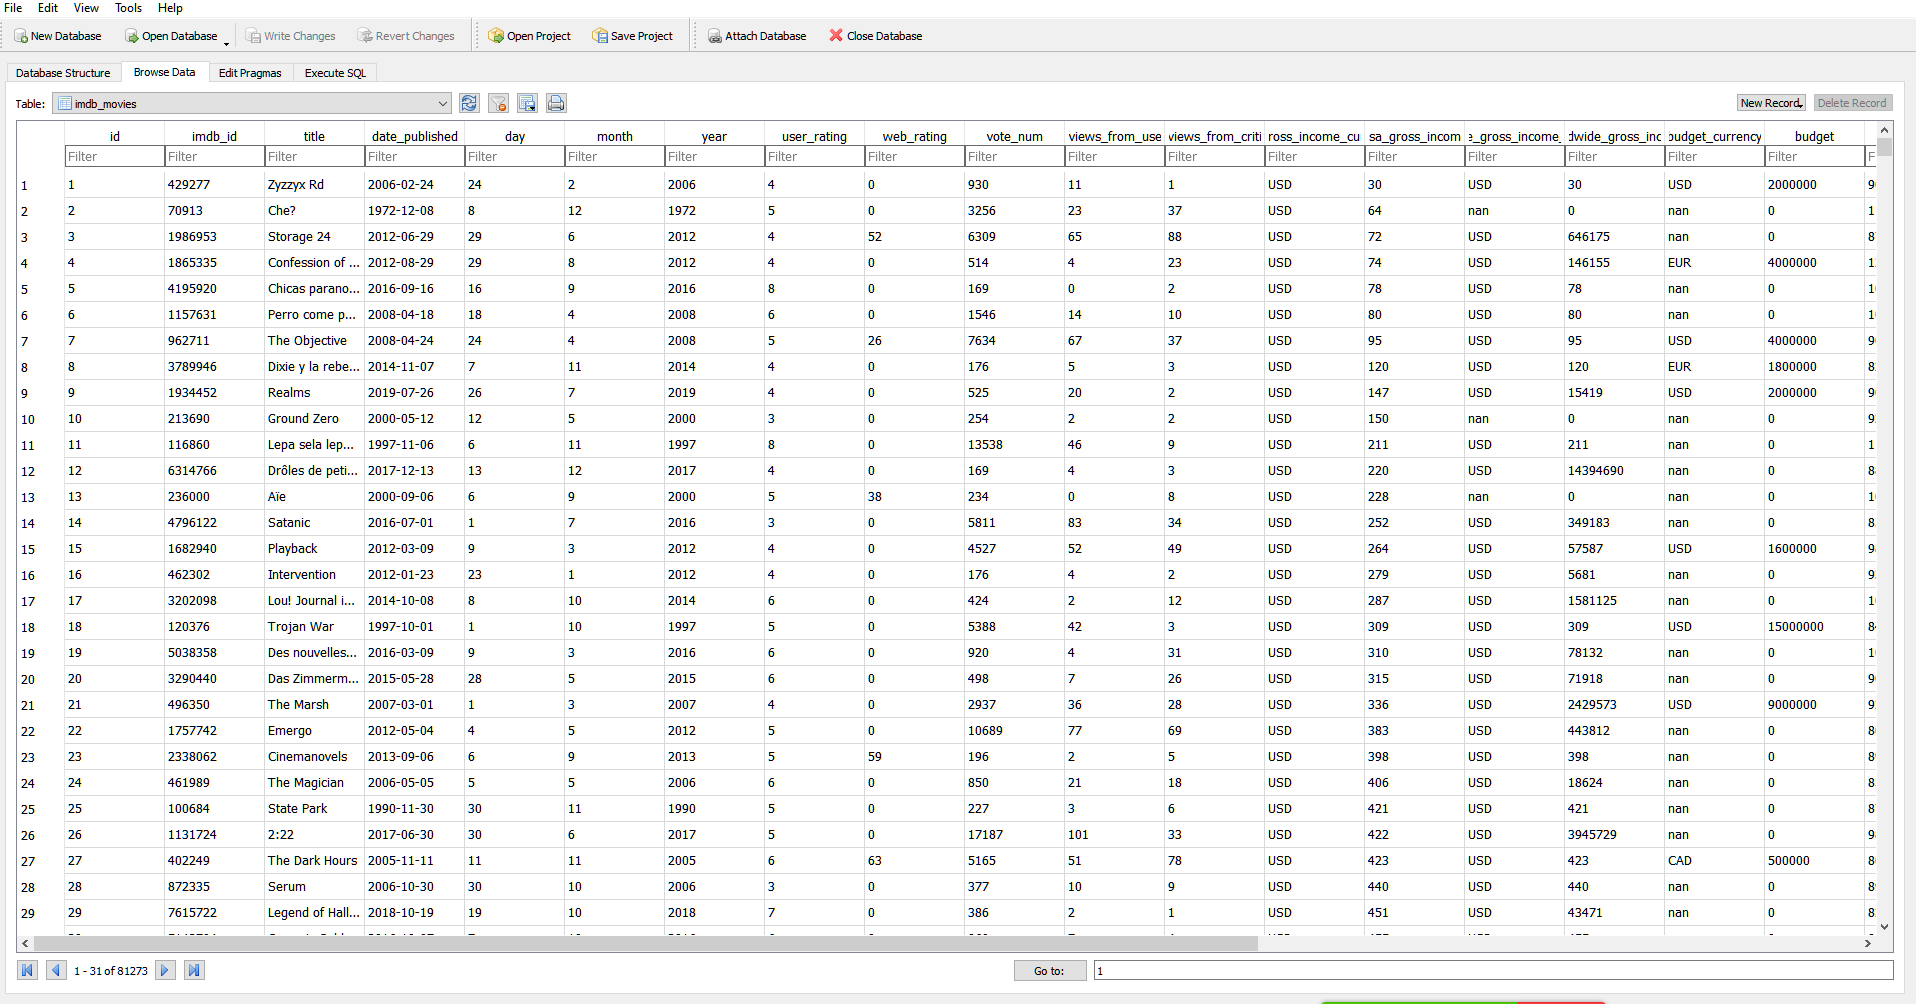 File Edit View Tools Help
New Database Open Database Write Changes Revert Changes Open Project Save Project Attach Database Close Database
Database Structure Browse Data Edit Pragmas Execute SQL
Table: imdb_movies New Record Delete Record
id imdb_id title date_published day month year user_rating web_rating vote_num views_from_use views_from_criti ross_income_cu sa_gross_incom e_gross_income_ dwide_gross_inc budget_currency budget
Filter Filter Filter Filter Filter Filter Filter Filter Filter Filter Filter Filter Filter Filter Filter Filter Filter Filter F
1 1 429277 Zyzzyx Rd 2006-02-24 24 2 2006 4 0 930 11 1 USD 30 USD 30 USD 2000000
2 2 70913 Che? 1972-12-08 8 12 1972 5 0 3256 23 37 USD 64 nan 0 nan 0
3 3 1986953 Storage 24 2012-06-29 29 6 2012 4 52 6309 65 88 USD 72 USD 646175 nan 0
4 4 1865335 Confession of ... 2012-08-29 29 8 2012 4 0 514 4 23 USD 74 USD 146155 EUR 4000000
5 5 4195920 Chicas parano... 2016-09-16 16 9 2016 8 0 169 0 2 USD 78 USD 78 nan 0
6 6 1157631 Perro come p... 2008-04-18 18 4 2008 6 0 1546 14 10 USD 80 USD 80 nan 0
7 7 962711 The Objective 2008-04-24 24 4 2008 5 26 7634 67 37 USD 95 USD 95 USD 4000000
8 8 3789946 Dixie y la rebe... 2014-11-07 7 11 2014 4 0 176 5 3 USD 120 USD 120 EUR 1800000
9 9 1934452 Realms 2019-07-26 26 7 2019 4 0 525 20 2 USD 147 USD 15419 USD 2000000
10 10 213690 Ground Zero 2000-05-12 12 5 2000 3 0 254 2 2 USD 150 nan 0 nan 0
11 11 116860 Lepa sela lep... 1997-11-06 6 11 1997 8 0 13538 46 9 USD 211 USD 211 nan 0
12 12 6314766 Drôles de peti... 2017-12-13 13 12 2017 4 0 169 4 3 USD 220 USD 14394690 nan 0
13 13 236000 Aïe 2000-09-06 6 9 2000 5 38 234 0 8 USD 228 nan 0 nan 0
14 14 4796122 Satanic 2016-07-01 1 7 2016 3 0 5811 83 34 USD 252 USD 349183 nan 0
15 15 1682940 Playback 2012-03-09 9 3 2012 4 0 4527 52 49 USD 264 USD 57587 USD 1600000
16 16 462302 Intervention 2012-01-23 23 1 2012 4 0 176 4 2 USD 279 USD 5681 nan 0
17 17 3202098 Lou! Journal i... 2014-10-08 8 10 2014 6 0 424 2 12 USD 287 USD 1581125 nan 0
18 18 120376 Trojan War 1997-10-01 1 10 1997 5 0 5388 42 3 USD 309 USD 309 USD 15000000
19 19 5038358 Des nouvelles... 2016-03-09 9 3 2016 6 0 920 4 31 USD 310 USD 78132 nan 0
20 20 3290440 Das Zimmerm... 2015-05-28 28 5 2015 6 0 498 7 26 USD 315 USD 71918 nan 0
21 21 496350 The Marsh 2007-03-01 1 3 2007 4 0 2937 36 28 USD 336 USD 2429573 USD 9000000
22 22 1757742 Emergo 2012-05-04 4 5 2012 5 0 10689 77 69 USD 383 USD 443812 nan 0
23 23 2338062 Cinemanovels 2013-09-06 6 9 2013 5 59 196 2 5 USD 398 USD 398 nan 0
24 24 461989 The Magician 2006-05-05 5 5 2006 6 0 850 21 18 USD 406 USD 18624 nan 0
25 25 100684 State Park 1990-11-30 30 11 1990 5 0 227 3 6 USD 421 USD 421 nan 0
26 26 1131724 2:22 2017-06-30 30 6 2017 5 0 17187 101 33 USD 422 USD 3945729 nan 0
27 27 402249 The Dark Hours 2005-11-11 11 11 2005 6 63 5165 51 78 USD 423 USD 423 CAD 500000
28 28 872335 Serum 2006-10-30 30 10 2006 3 0 377 10 9 USD 440 USD 440 nan 0
29 29 7615722 Legend of Hall... 2018-10-19 19 10 2018 7 0 386 2 1 USD 451 USD 43471 nan 0
1 - 31 of 81273 Go to: 1